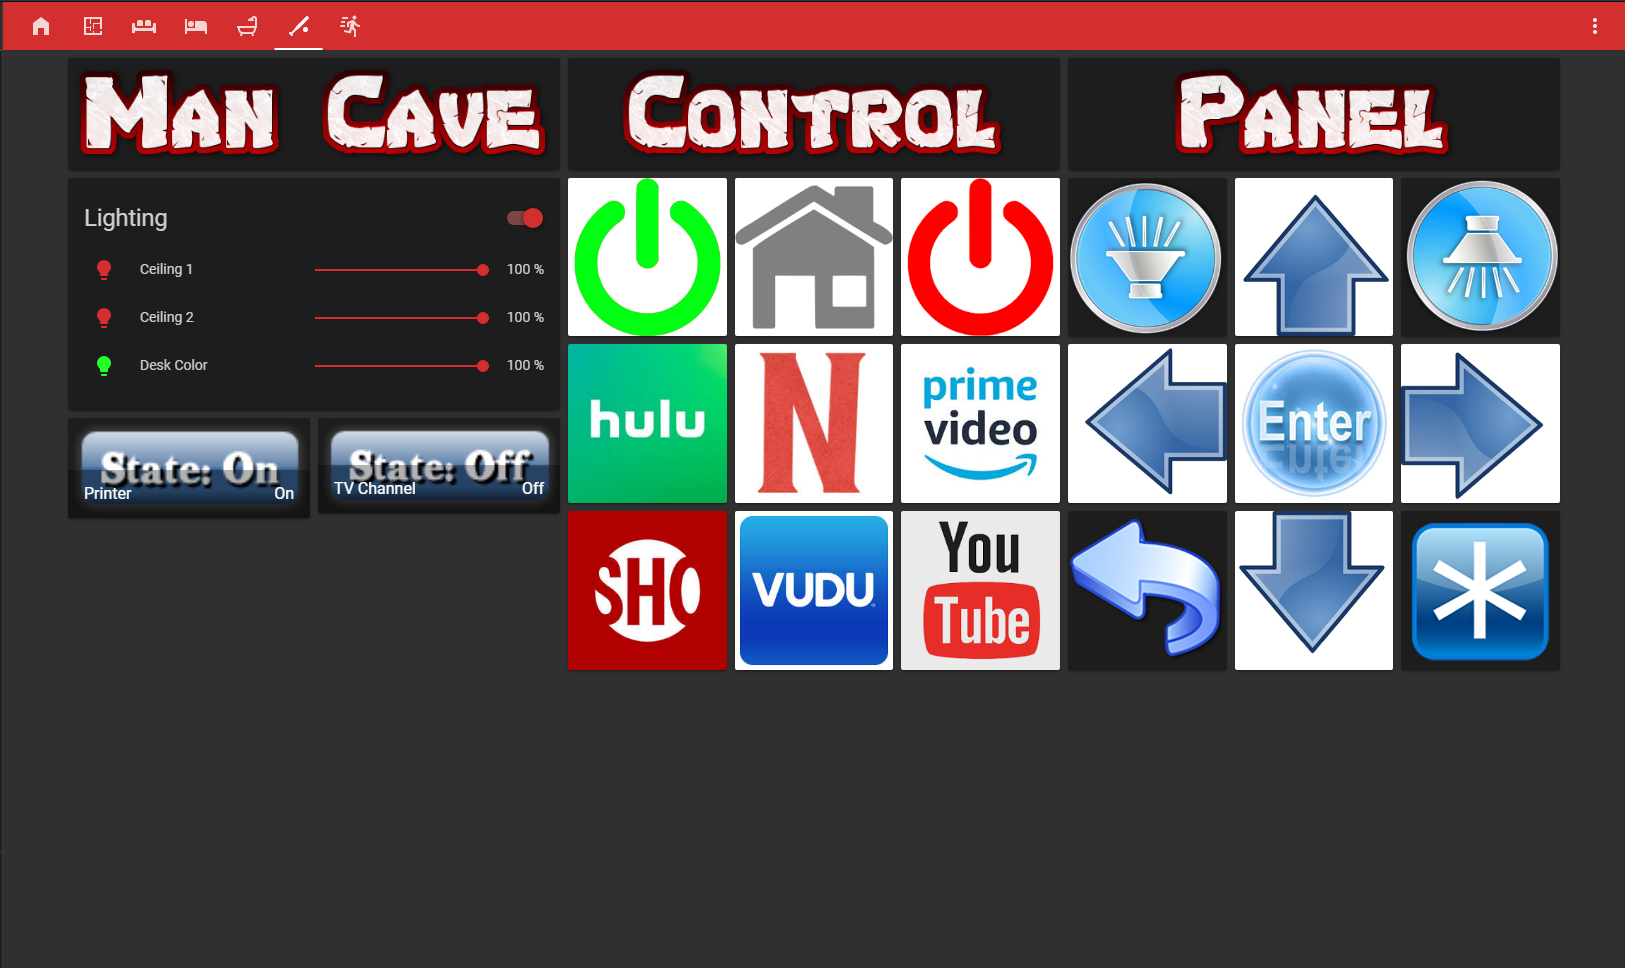 Man Cave
Control
Panel
Lighting
Ceiling 1
100 %
Ceiling 2
100 %
Desk Color
100 %
State: On
Printer
On
State: Off
TV Channel
Off
hulu
N
prime
video
Enter
SHO
VUDU
You
Tube